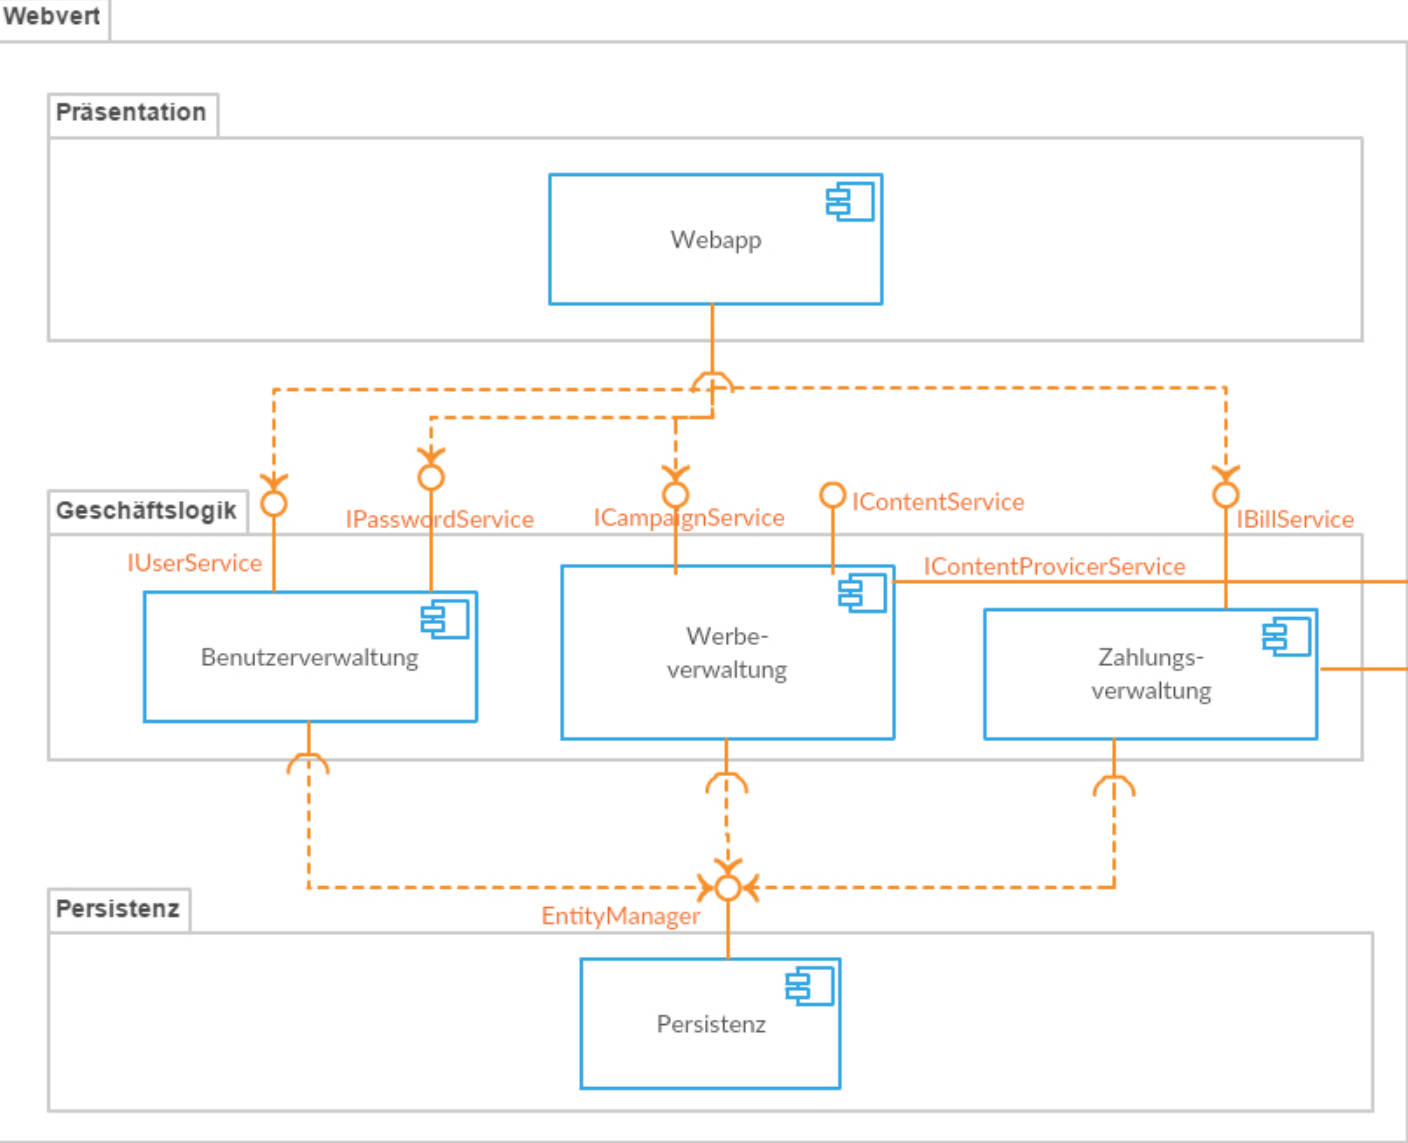 Webvert
Präsentation
Webapp
Geschäftslogik
IPasswordService
ICampaignService
IContentService
IBillService
IUserService
IContentProvicerService
Benutzerverwaltung
Werbe-
verwaltung
Zahlungs-
verwaltung
Persistenz
EntityManager
Persistenz